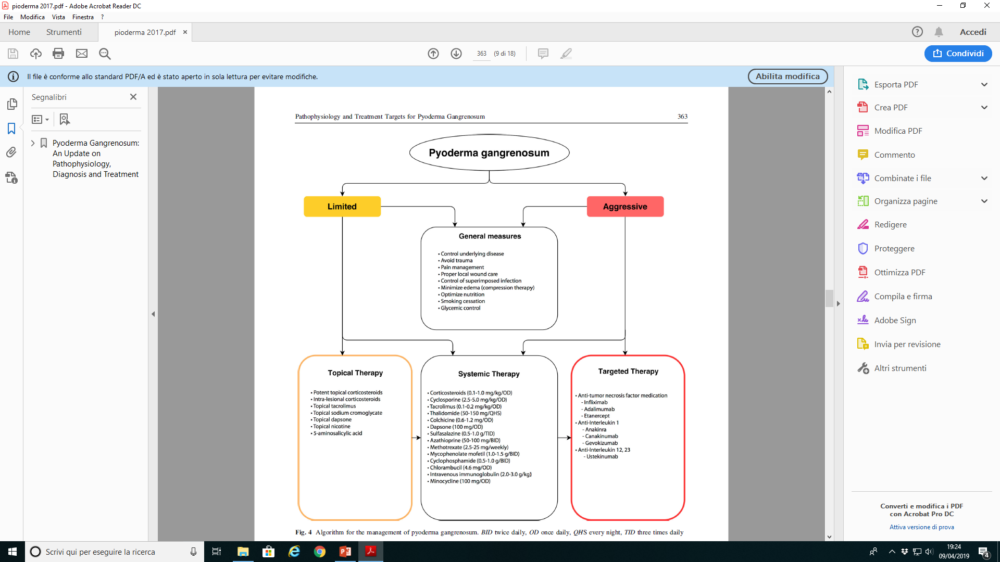 pioderma 2017.pdf - Adobe Acrobat Reader DC
File Modifica Vista Finestra ?
Home Strumenti pioderma 2017.pdf × Accedi
363 (9 di 18) Condividi
Il file è conforme allo standard PDF/A ed è stato aperto in sola lettura per evitare modifiche. Abilita modifica
Segnalibri
Pyoderma Gangrenosum:
An Update on
Pathophysiology,
Diagnosis and Treatment
Pathophysiology and Treatment Targets for Pyoderma Gangrenosum 363
Pyoderma gangrenosum
Limited
Aggressive
General measures
• Control underlying disease
• Avoid trauma
• Pain management
• Proper local wound care
• Control of superimposed infection
• Minimize edema (compression therapy)
• Optimize nutrition
• Smoking cessation
• Glycemic control
Topical Therapy
• Potent topical corticosteroids
• Intra-lesional corticosteroids
• Topical tacrolimus
• Topical sodium cromoglycate
• Topical dapsone
• Topical nicotine
• 5-aminosalicylic acid
Systemic Therapy
• Corticosteroids (0.1-1.0 mg/kg/OD)
• Cyclosporine (2.5-5.0 mg/kg/OD)
• Tacrolimus (0.1-0.2 mg/kg/OD)
• Thalidomide (50-150 mg/QHS)
• Colchicine (0.6-1.2 mg/OD)
• Dapsone (100 mg/OD)
• Sulfasalazine (0.5-1.0 g/TID)
• Azathioprine (50-100 mg/BID)
• Methotrexate (2.5-25 mg/weekly)
• Mycophenolate mofetil (1.0-1.5 g/BID)
• Cyclophosphamide (0.5-1.0 g/BID)
• Chlorambucil (4.6 mg/OD)
• Intravenous immunoglobulin (2.0-3.0 g/kg)
• Minocycline (100 mg/OD)
Targeted Therapy
• Anti-tumor necrosis factor medication
- Infliximab
- Adalimumab
- Etanercept
• Anti-Interleukin 1
- Anakinra
- Canakinumab
- Gevokizumab
• Anti-Interleukin 12, 23
- Ustekinumab
Fig. 4 Algorithm for the management of pyoderma gangrenosum. BID twice daily, OD once daily, QHS every night, TID three times daily
Esporta PDF
Crea PDF
Modifica PDF
Commento
Combinate i file
Organizza pagine
Redigere
Proteggere
Ottimizza PDF
Compila e firma
Adobe Sign
Invia per revisione
Altri strumenti
Converti e modifica i PDF
con Acrobat Pro DC
Attiva versione di prova
Scrivi qui per eseguire la ricerca
19:24
09/04/2019
4